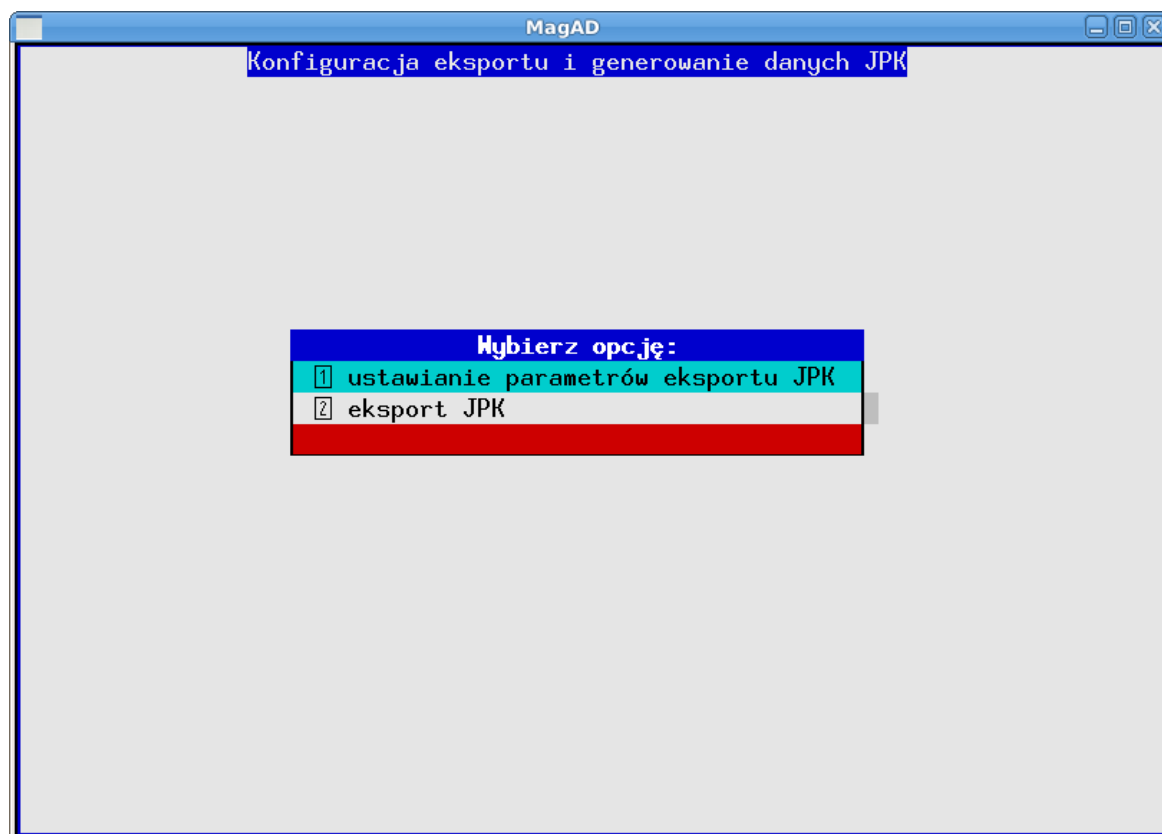 MagAD
Konfiguracja eksportu i generowanie danych JPK
Wybierz opcję:
1 ustawianie parametrów eksportu JPK
2 eksport JPK